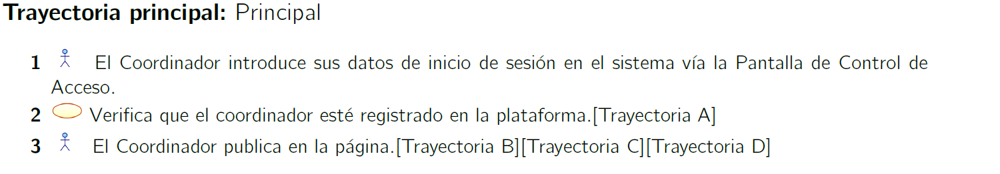 Trayectoria principal: Principal
1 El Coordinador introduce sus datos de inicio de sesión en el sistema vía la Pantalla de Control de
Acceso.
2 Verifica que el coordinador esté registrado en la plataforma.[Trayectoria A]
3 El Coordinador publica en la página.[Trayectoria B][Trayectoria C][Trayectoria D]